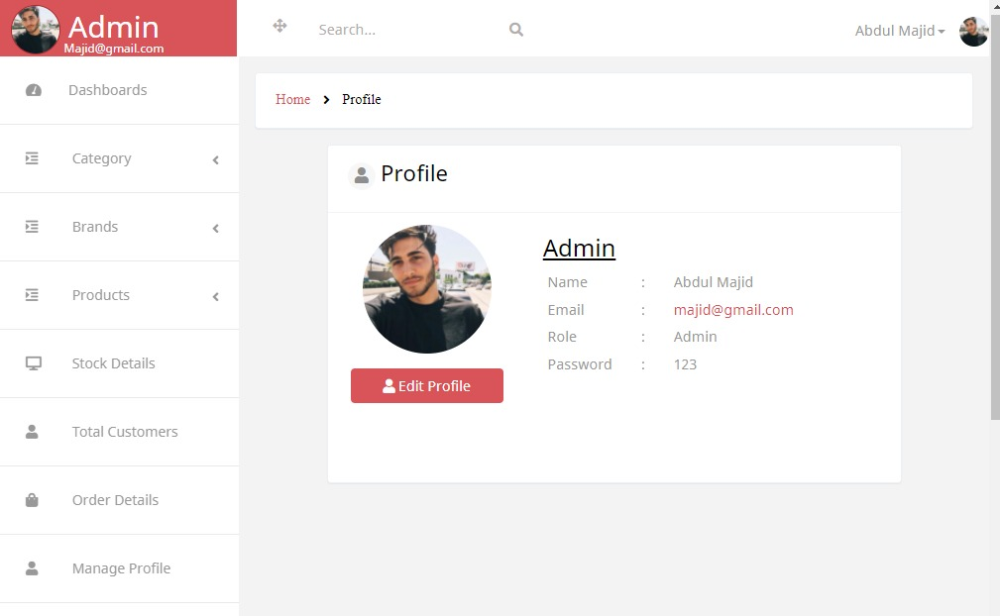 Admin
Majid@gmail.com
Search...
Abdul Majid
Dashboards
Category
Brands
Products
Stock Details
Total Customers
Order Details
Manage Profile
Home > Profile
Profile
Admin
Name : Abdul Majid
Email : majid@gmail.com
Role : Admin
Password : 123
Edit Profile